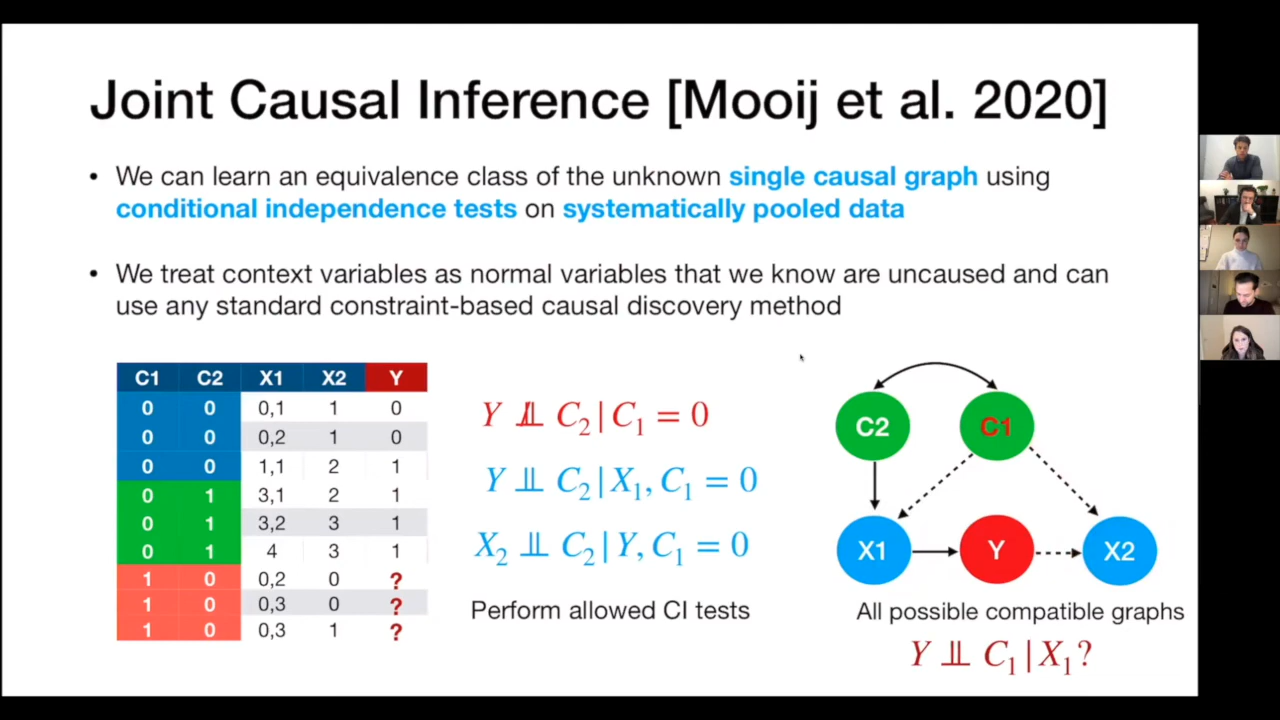 Joint Causal Inference [Mooij et al. 2020]
• We can learn an equivalence class of the unknown single causal graph using
conditional independence tests on systematically pooled data
• We treat context variables as normal variables that we know are uncaused and can
use any standard constraint-based causal discovery method
C1 C2 X1 X2 Y
0 0 0,1 1 0
0 0 0,2 1 0
0 0 1,1 2 1
0 1 3,1 2 1
0 1 3,2 3 1
0 1 4 3 1
1 0 0,2 0 ?
1 0 0,3 0 ?
1 0 0,3 1 ?
Y ⫫̸ C₂ | C₁ = 0
Y ⫫ C₂ | X₁, C₁ = 0
X₂ ⫫ C₂ | Y, C₁ = 0
Perform allowed CI tests
C2 C1
X1 Y X2
All possible compatible graphs
Y ⫫ C₁ | X₁?